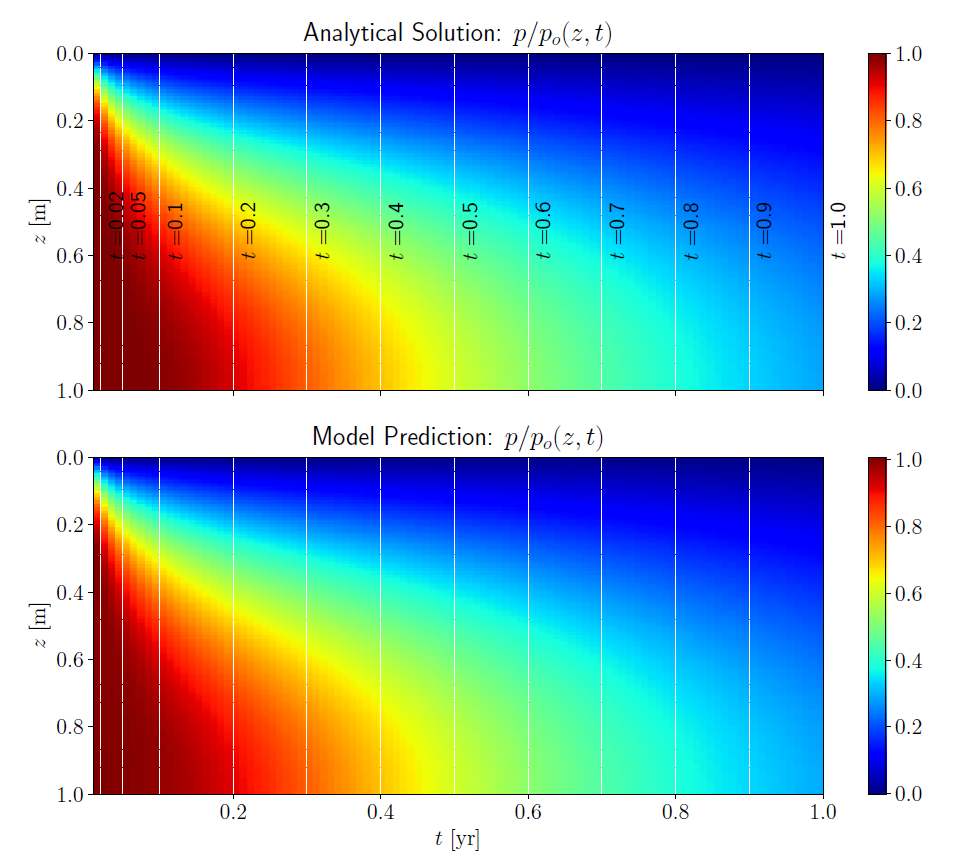 Analytical Solution: p/pₒ(z, t)
0.0
0.2
0.4
0.6
0.8
1.0
z [m]
t=0.02
t=0.05
t=0.1
t=0.2
t=0.3
t=0.4
t=0.5
t=0.6
t=0.7
t=0.8
t=0.9
t=1.0
1.0
0.8
0.6
0.4
0.2
0.0
Model Prediction: p/pₒ(z, t)
0.0
0.2
0.4
0.6
0.8
1.0
z [m]
0.2
0.4
0.6
0.8
1.0
t [yr]
1.0
0.8
0.6
0.4
0.2
0.0